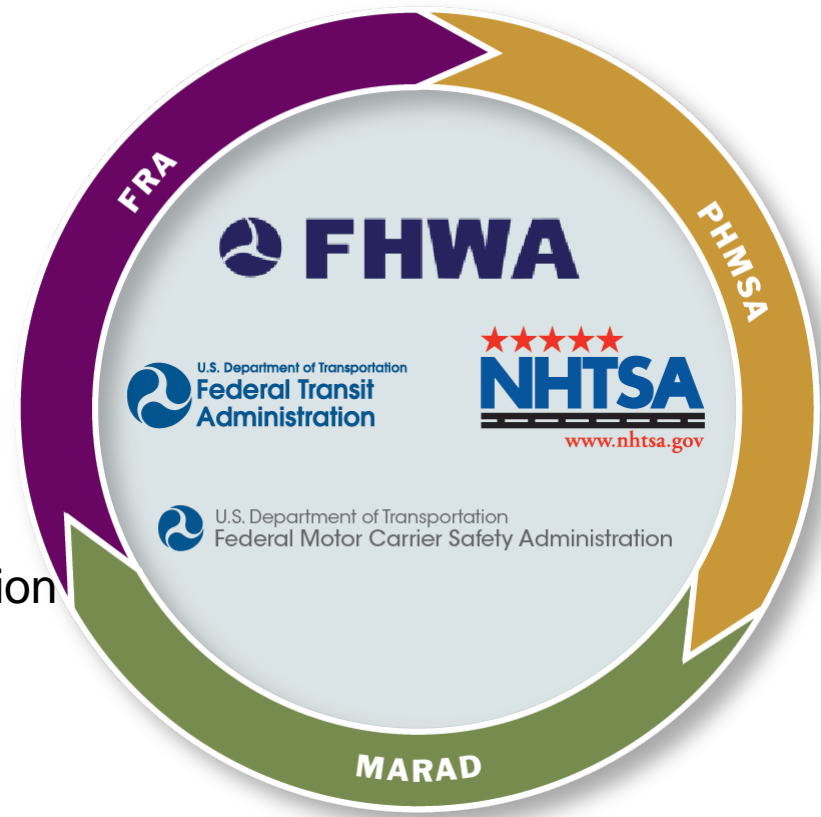 FRA
PHMSA
FHWA
U.S. Department of Transportation
Federal Transit
Administration
NHTSA
www.nhtsa.gov
U.S. Department of Transportation
Federal Motor Carrier Safety Administration
ion
MARAD